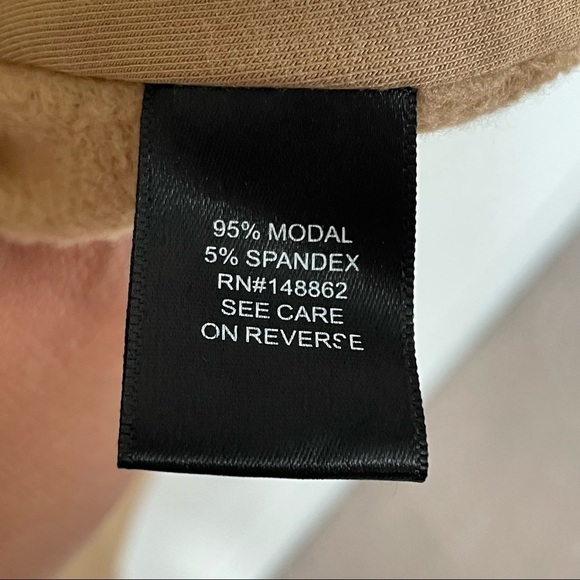 95% MODAL
5% SPANDEX
RN#148862
SEE CARE
ON REVERSE